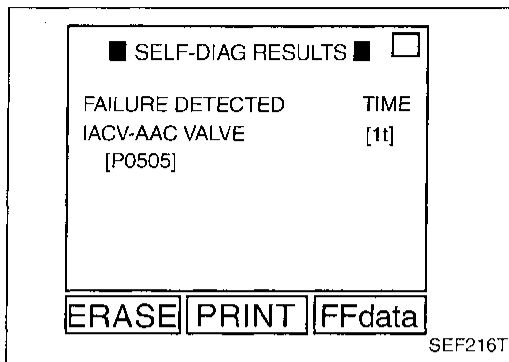 ■ SELF-DIAG RESULTS ■
FAILURE DETECTED TIME
IACV-AAC VALVE [1t]
[P0505]
ERASE PRINT FFdata
SEF216T